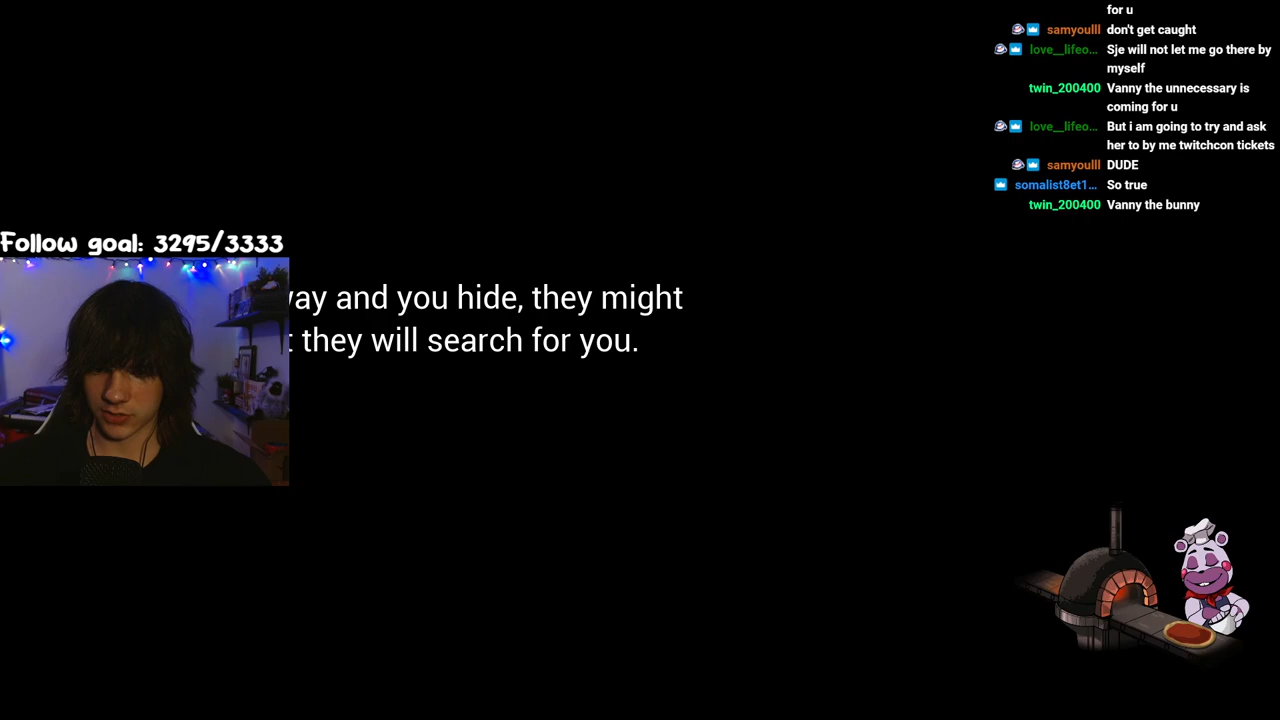 for u
samyoulll don't get caught
love__lifeo… Sje will not let me go there by
myself
twin_200400 Vanny the unnecessary is
coming for u
love__lifeo… But i am going to try and ask
her to by me twitchcon tickets
samyoulll DUDE
somalist8et1… So true
twin_200400 Vanny the bunny
Follow goal: 3295/3333
and you hide, they might
they will search for you.